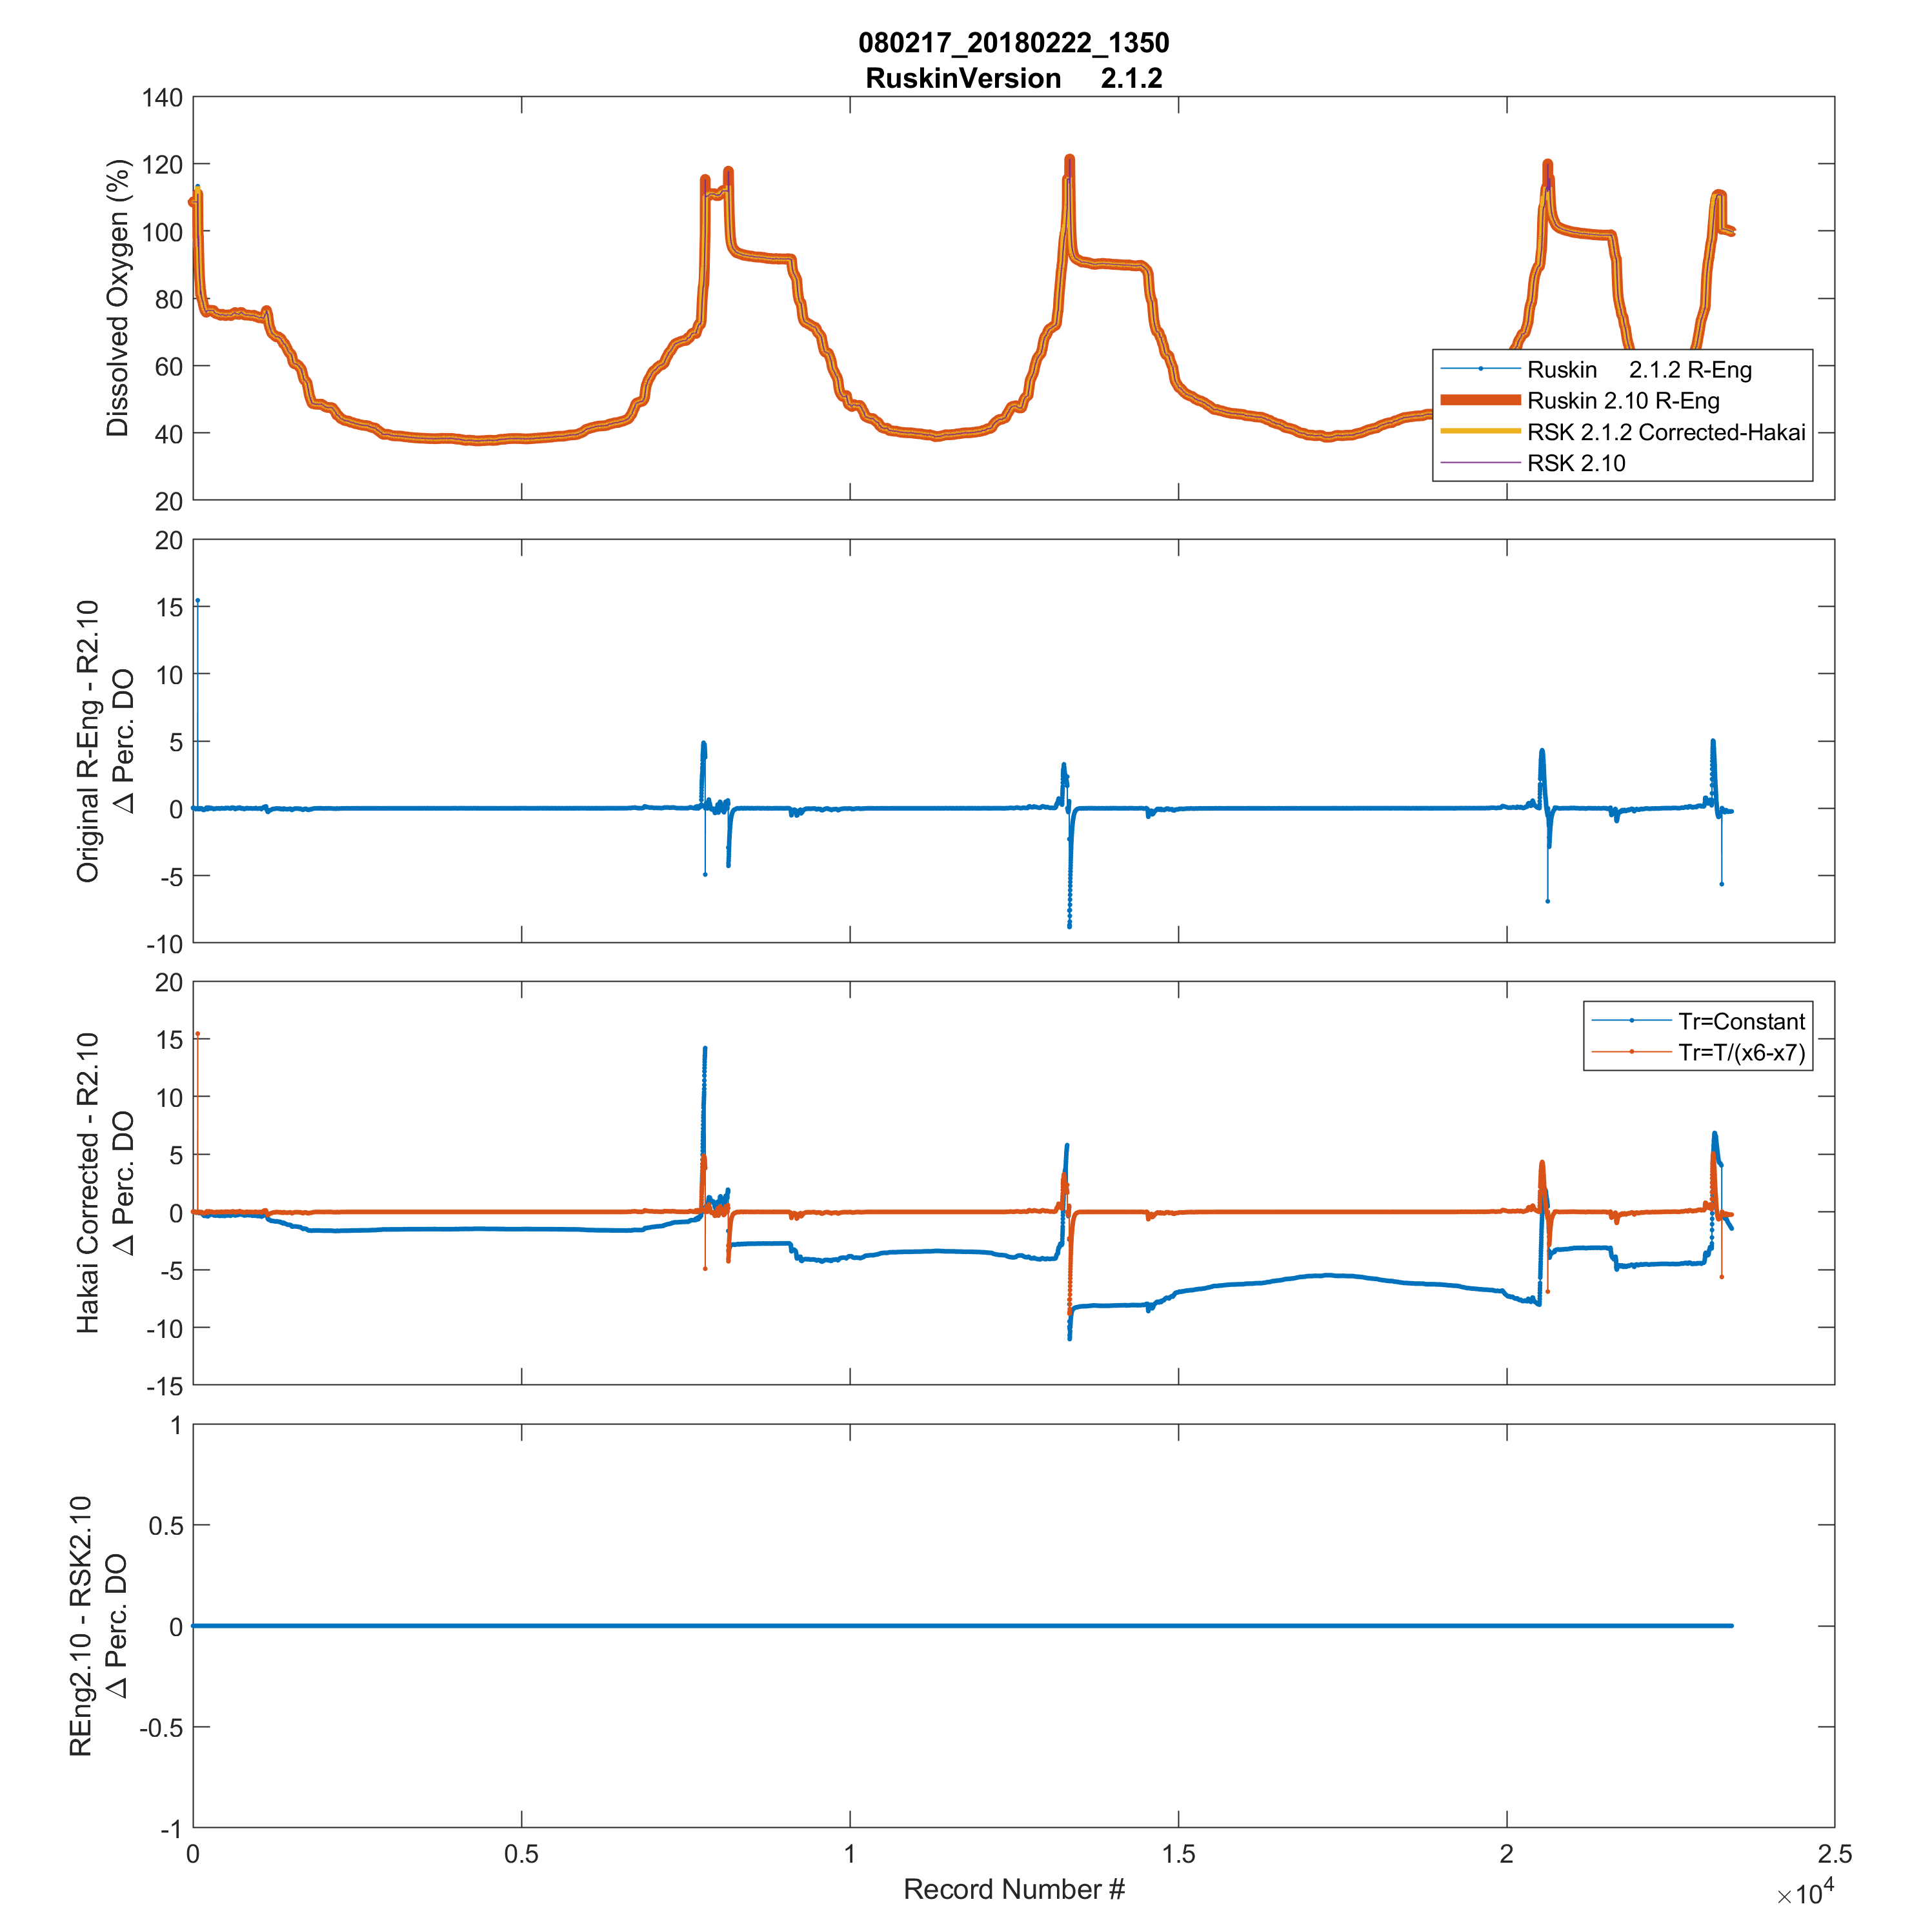 080217_20180222_1350
RuskinVersion 2.1.2
140
120
100
80
60
40
20
Dissolved Oxygen (%)
Ruskin 2.1.2 R-Eng
Ruskin 2.10 R-Eng
RSK 2.1.2 Corrected-Hakai
RSK 2.10
20
15
10
5
0
-5
-10
Original R-Eng - R2.10
Δ Perc. DO
20
15
10
5
0
-5
-10
-15
Hakai Corrected - R2.10
Δ Perc. DO
Tr=Constant
Tr=T/(x6-x7)
1
0.5
0
-0.5
-1
REng2.10 - RSK2.10
Δ Perc. DO
0 0.5 1 1.5 2 2.5
Record Number #
×10⁴